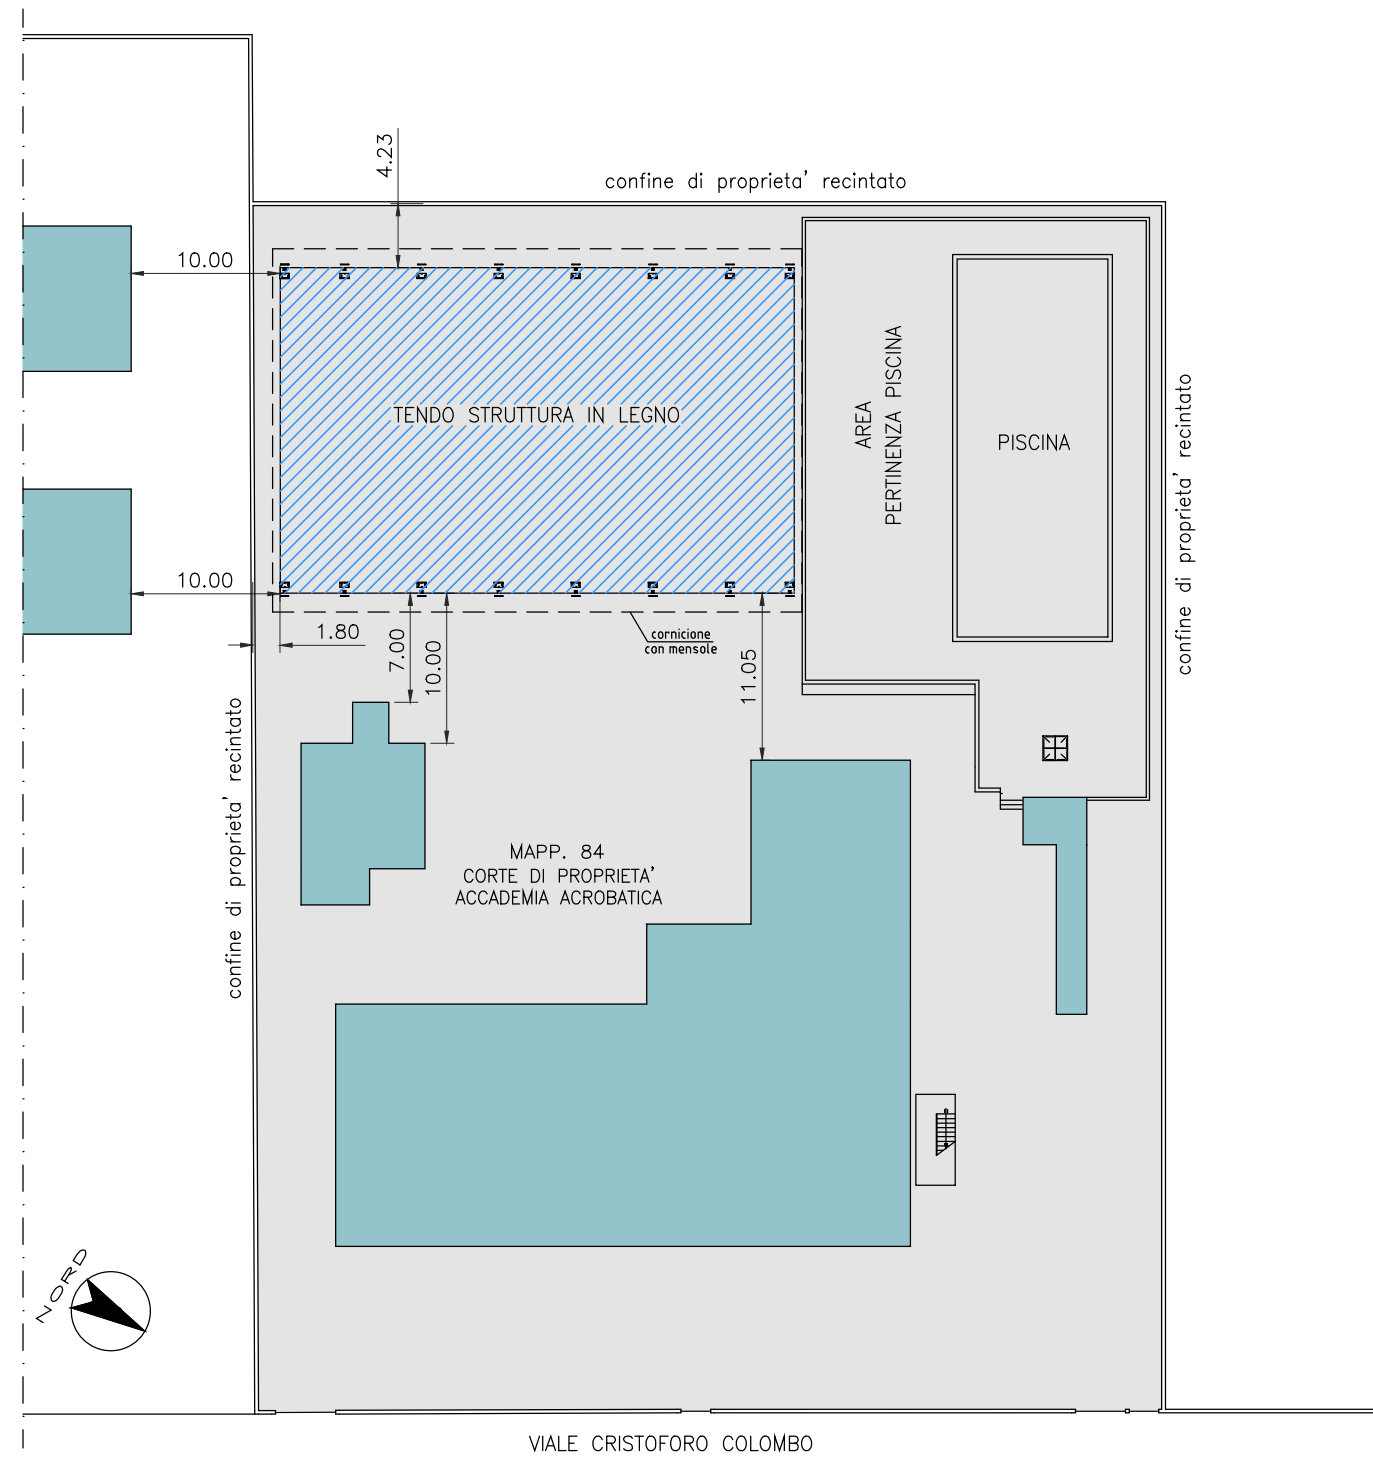 4.23
confine di proprieta' recintato
10.00
TENDO STRUTTURA IN LEGNO
AREA
PERTINENZA PISCINA
PISCINA
confine di proprieta' recintato
10.00
1.80
7.00
10.00
cornicione
con mensole
11.05
confine di proprieta' recintato
MAPP. 84
CORTE DI PROPRIETA'
ACCADEMIA ACROBATICA
NORD
VIALE CRISTOFORO COLOMBO